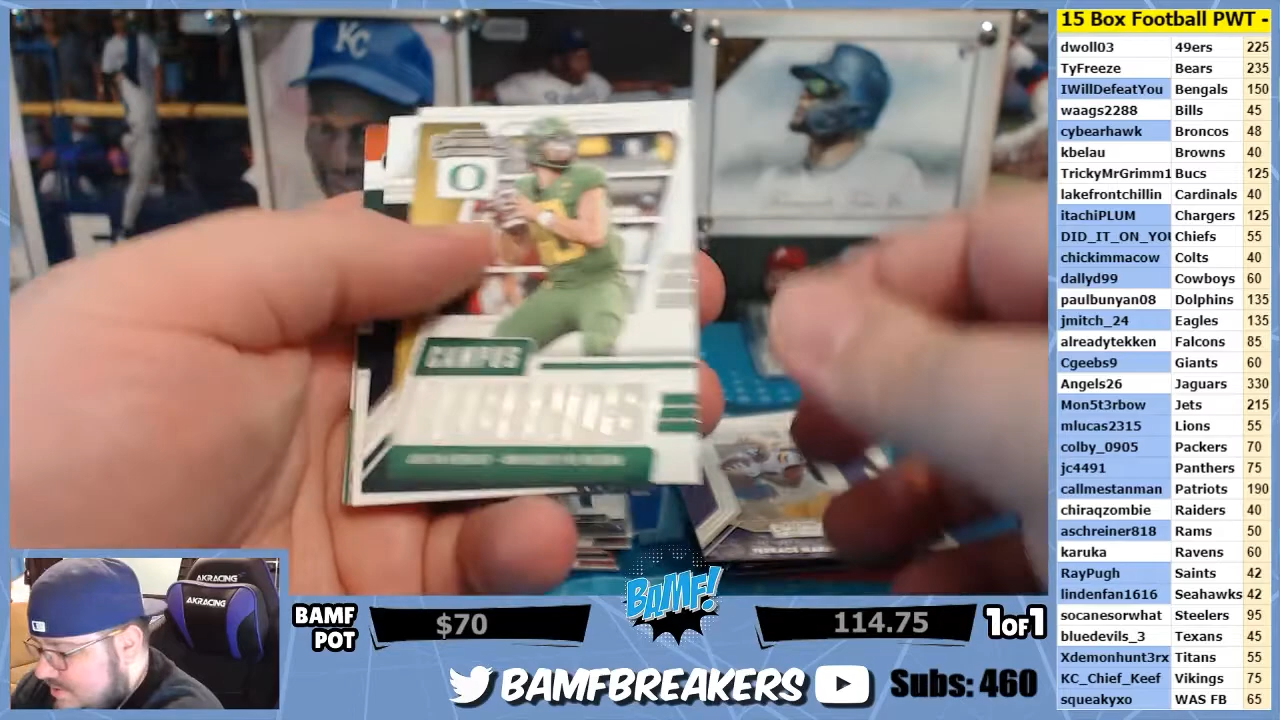 15 Box Football PWT -
dwoll03 49ers 225
TyFreeze Bears 235
IWillDefeatYou Bengals 150
waags2288 Bills 45
cybearhawk Broncos 48
kbelau Browns 40
TrickyMrGrimm1 Bucs 125
lakefrontchillin Cardinals 40
itachiPLUM Chargers 125
DID_IT_ON_YOU Chiefs 55
chickimmacow Colts 40
dallyd99 Cowboys 60
paulbunyan08 Dolphins 135
jmitch_24 Eagles 135
alreadytekken Falcons 85
Cgeebs9 Giants 60
Angels26 Jaguars 330
Mon5t3rbow Jets 215
mlucas2315 Lions 55
colby_0905 Packers 70
jc4491 Panthers 75
callmestanman Patriots 190
chiraqzombie Raiders 40
aschreiner818 Rams 50
karuka Ravens 60
RayPugh Saints 42
lindenfan1616 Seahawks 42
socanesorwhat Steelers 95
bluedevils_3 Texans 45
Xdemonhunt3rx Titans 55
KC_Chief_Keef Vikings 75
squeakyxo WAS FB 65
KC
O
CAMPUS
AKRACING
AKRACING
BAMF POT $70
BAMF!
114.75 1OF1
BAMFBREAKERS Subs: 460